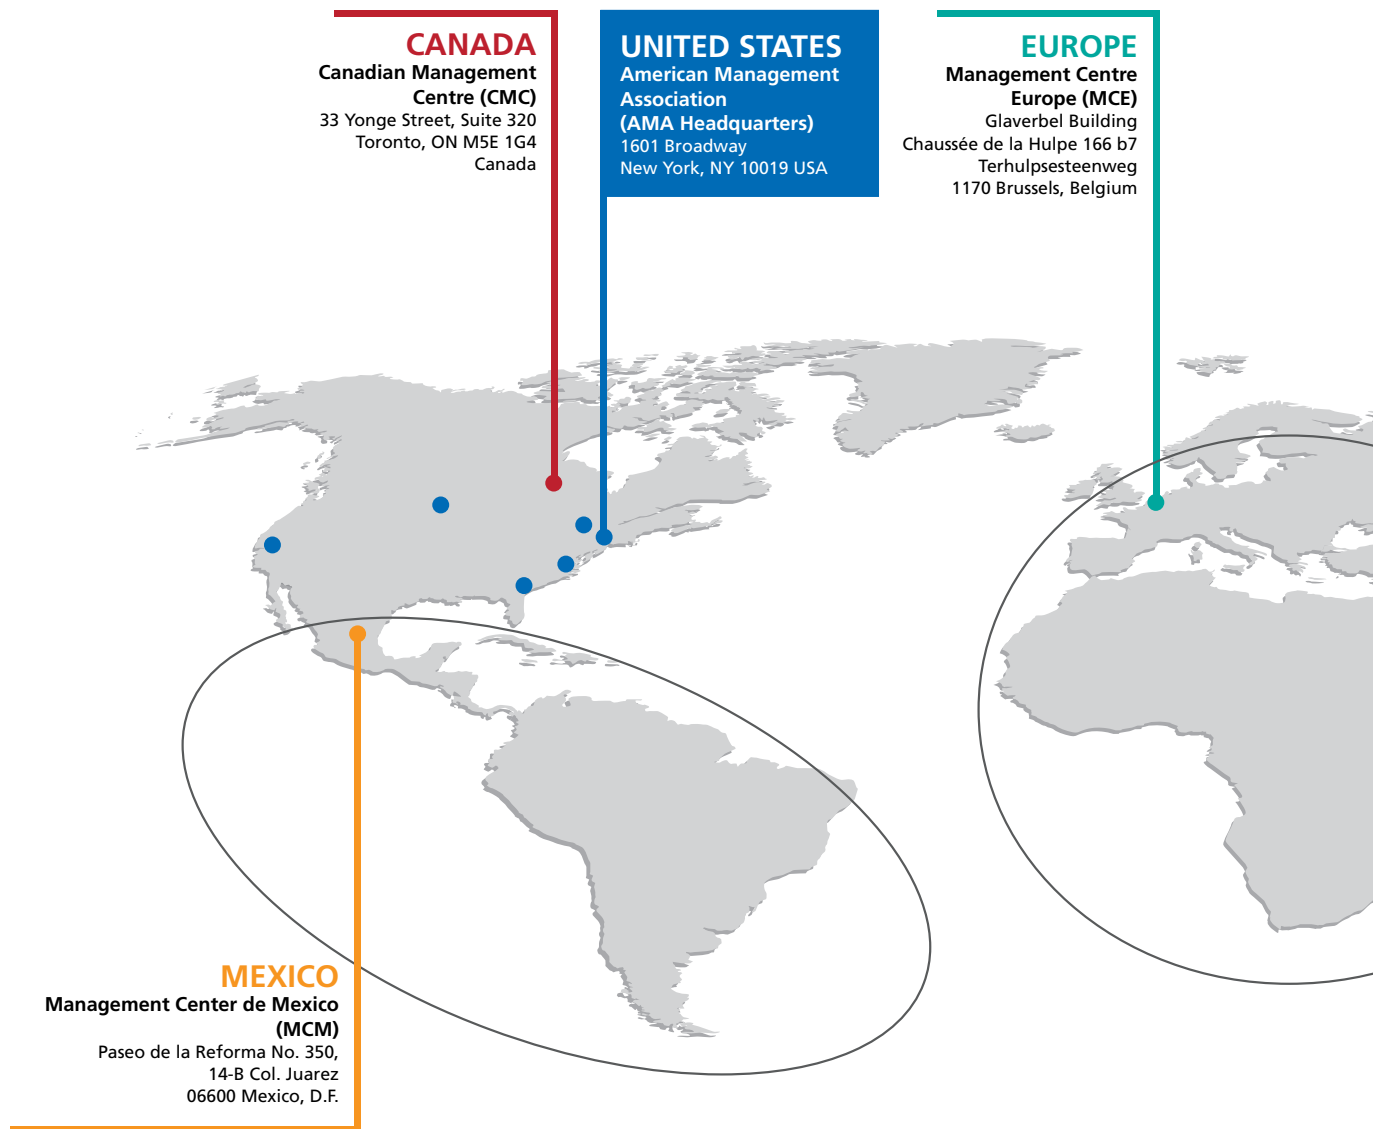 CANADA
Canadian Management
Centre (CMC)
33 Yonge Street, Suite 320
Toronto, ON M5E 1G4
Canada
UNITED STATES
American Management
Association
(AMA Headquarters)
1601 Broadway
New York, NY 10019 USA
EUROPE
Management Centre
Europe (MCE)
Glaverbel Building
Chaussée de la Hulpe 166 b7
Terhulpsesteenweg
1170 Brussels, Belgium
MEXICO
Management Center de Mexico
(MCM)
Paseo de la Reforma No. 350,
14-B Col. Juarez
06600 Mexico, D.F.